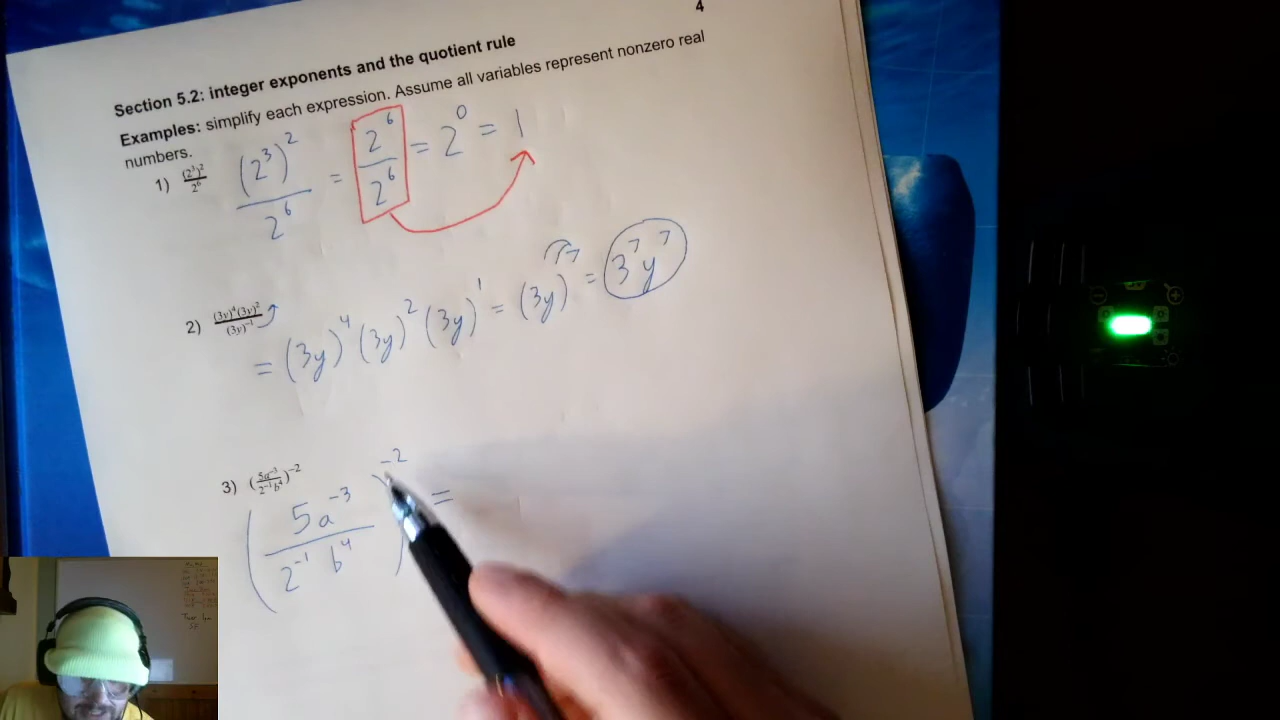 4
Section 5.2: integer exponents and the quotient rule
Examples: simplify each expression. Assume all variables represent nonzero real
numbers.
1) (2³)²/2⁶ (2³)²/2⁶ = 2⁶/2⁶ = 2⁰ = 1
2) (3y)⁴(3y)²/(3y)⁻¹
= (3y)⁴ (3y)² (3y)¹ = (3y)⁷ = 3⁷y⁷
3) (5a⁻³/2⁻¹b⁴)⁻²
(5a⁻³/2⁻¹ b⁴)⁻² =